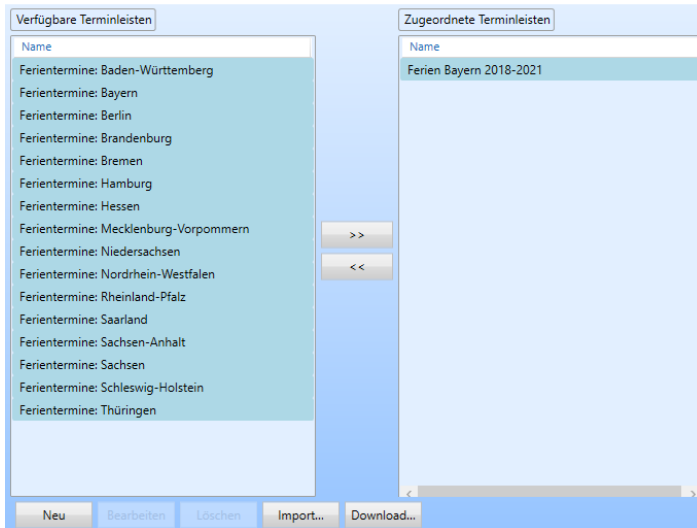 Verfügbare Terminleisten
Name
Ferientermine: Baden-Württemberg
Ferientermine: Bayern
Ferientermine: Berlin
Ferientermine: Brandenburg
Ferientermine: Bremen
Ferientermine: Hamburg
Ferientermine: Hessen
Ferientermine: Mecklenburg-Vorpommern
Ferientermine: Niedersachsen
Ferientermine: Nordrhein-Westfalen
Ferientermine: Rheinland-Pfalz
Ferientermine: Saarland
Ferientermine: Sachsen-Anhalt
Ferientermine: Sachsen
Ferientermine: Schleswig-Holstein
Ferientermine: Thüringen
>>
<<
Zugeordnete Terminleisten
Name
Ferien Bayern 2018-2021
Neu
Bearbeiten
Löschen
Import...
Download...